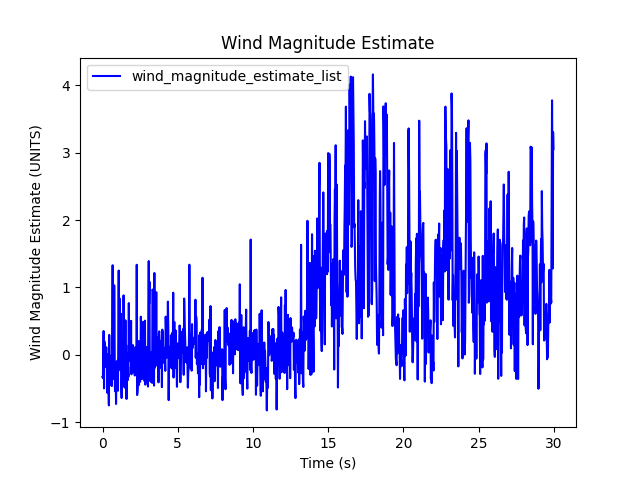 Wind Magnitude Estimate
wind_magnitude_estimate_list
Wind Magnitude Estimate (UNITS)
4
3
2
1
0
−1
0 5 10 15 20 25 30
Time (s)